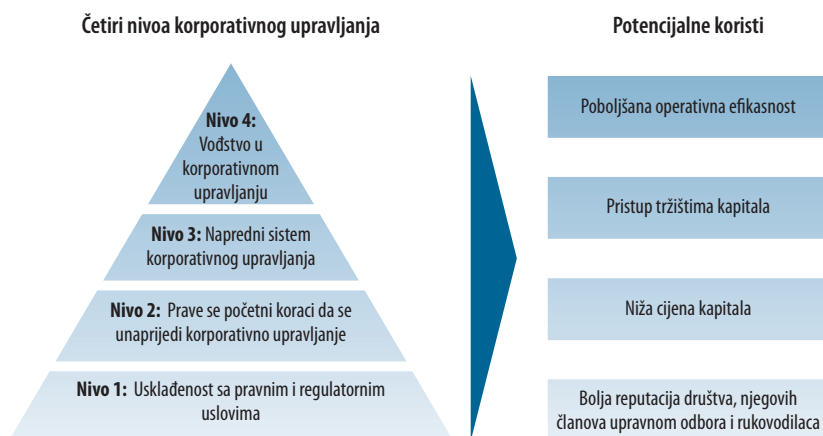 Četiri nivoa korporativnog upravljanja
Nivo 4:
Vođstvo u
korporativnom
upravljanju
Nivo 3: Napredni sistem
korporativnog upravljanja
Nivo 2: Prave se početni koraci da se
unaprijedi korporativno upravljanje
Nivo 1: Usklađenost sa pravnim i regulatornim
uslovima
Potencijalne koristi
Poboljšana operativna efikasnost
Pristup tržištima kapitala
Niža cijena kapitala
Bolja reputacija društva, njegovih
članova upravnom odbora i rukovodilaca